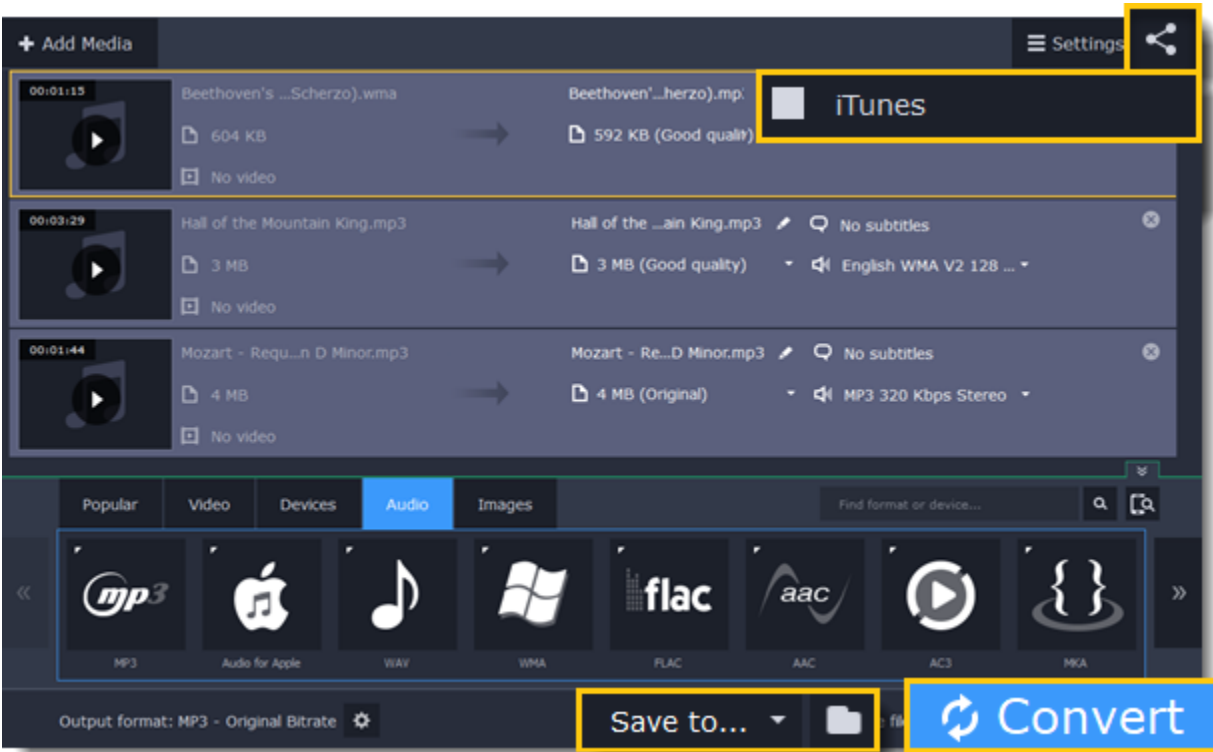 Add Media
Settings
iTunes
00:01:15
Beethoven's ...Scherzo).wma
Beethoven'...herzo).mp
604 KB
592 KB (Good quality)
No video
00:03:29
Hall of the Mountain King.mp3
Hall of the ...ain King.mp3
No subtitles
3 MB
3 MB (Good quality)
English WMA V2 128 ...
No video
00:01:44
Mozart - Requ...n D Minor.mp3
Mozart - Re...D Minor.mp3
No subtitles
4 MB
4 MB (Original)
MP3 320 Kbps Stereo
No video
Popular
Video
Devices
Audio
Images
Find format or device...
mp3
flac
aac
MP3
Audio for Apple
WAV
WMA
FLAC
AAC
AC3
MKA
Output format: MP3 - Original Bitrate
Save to...
Convert